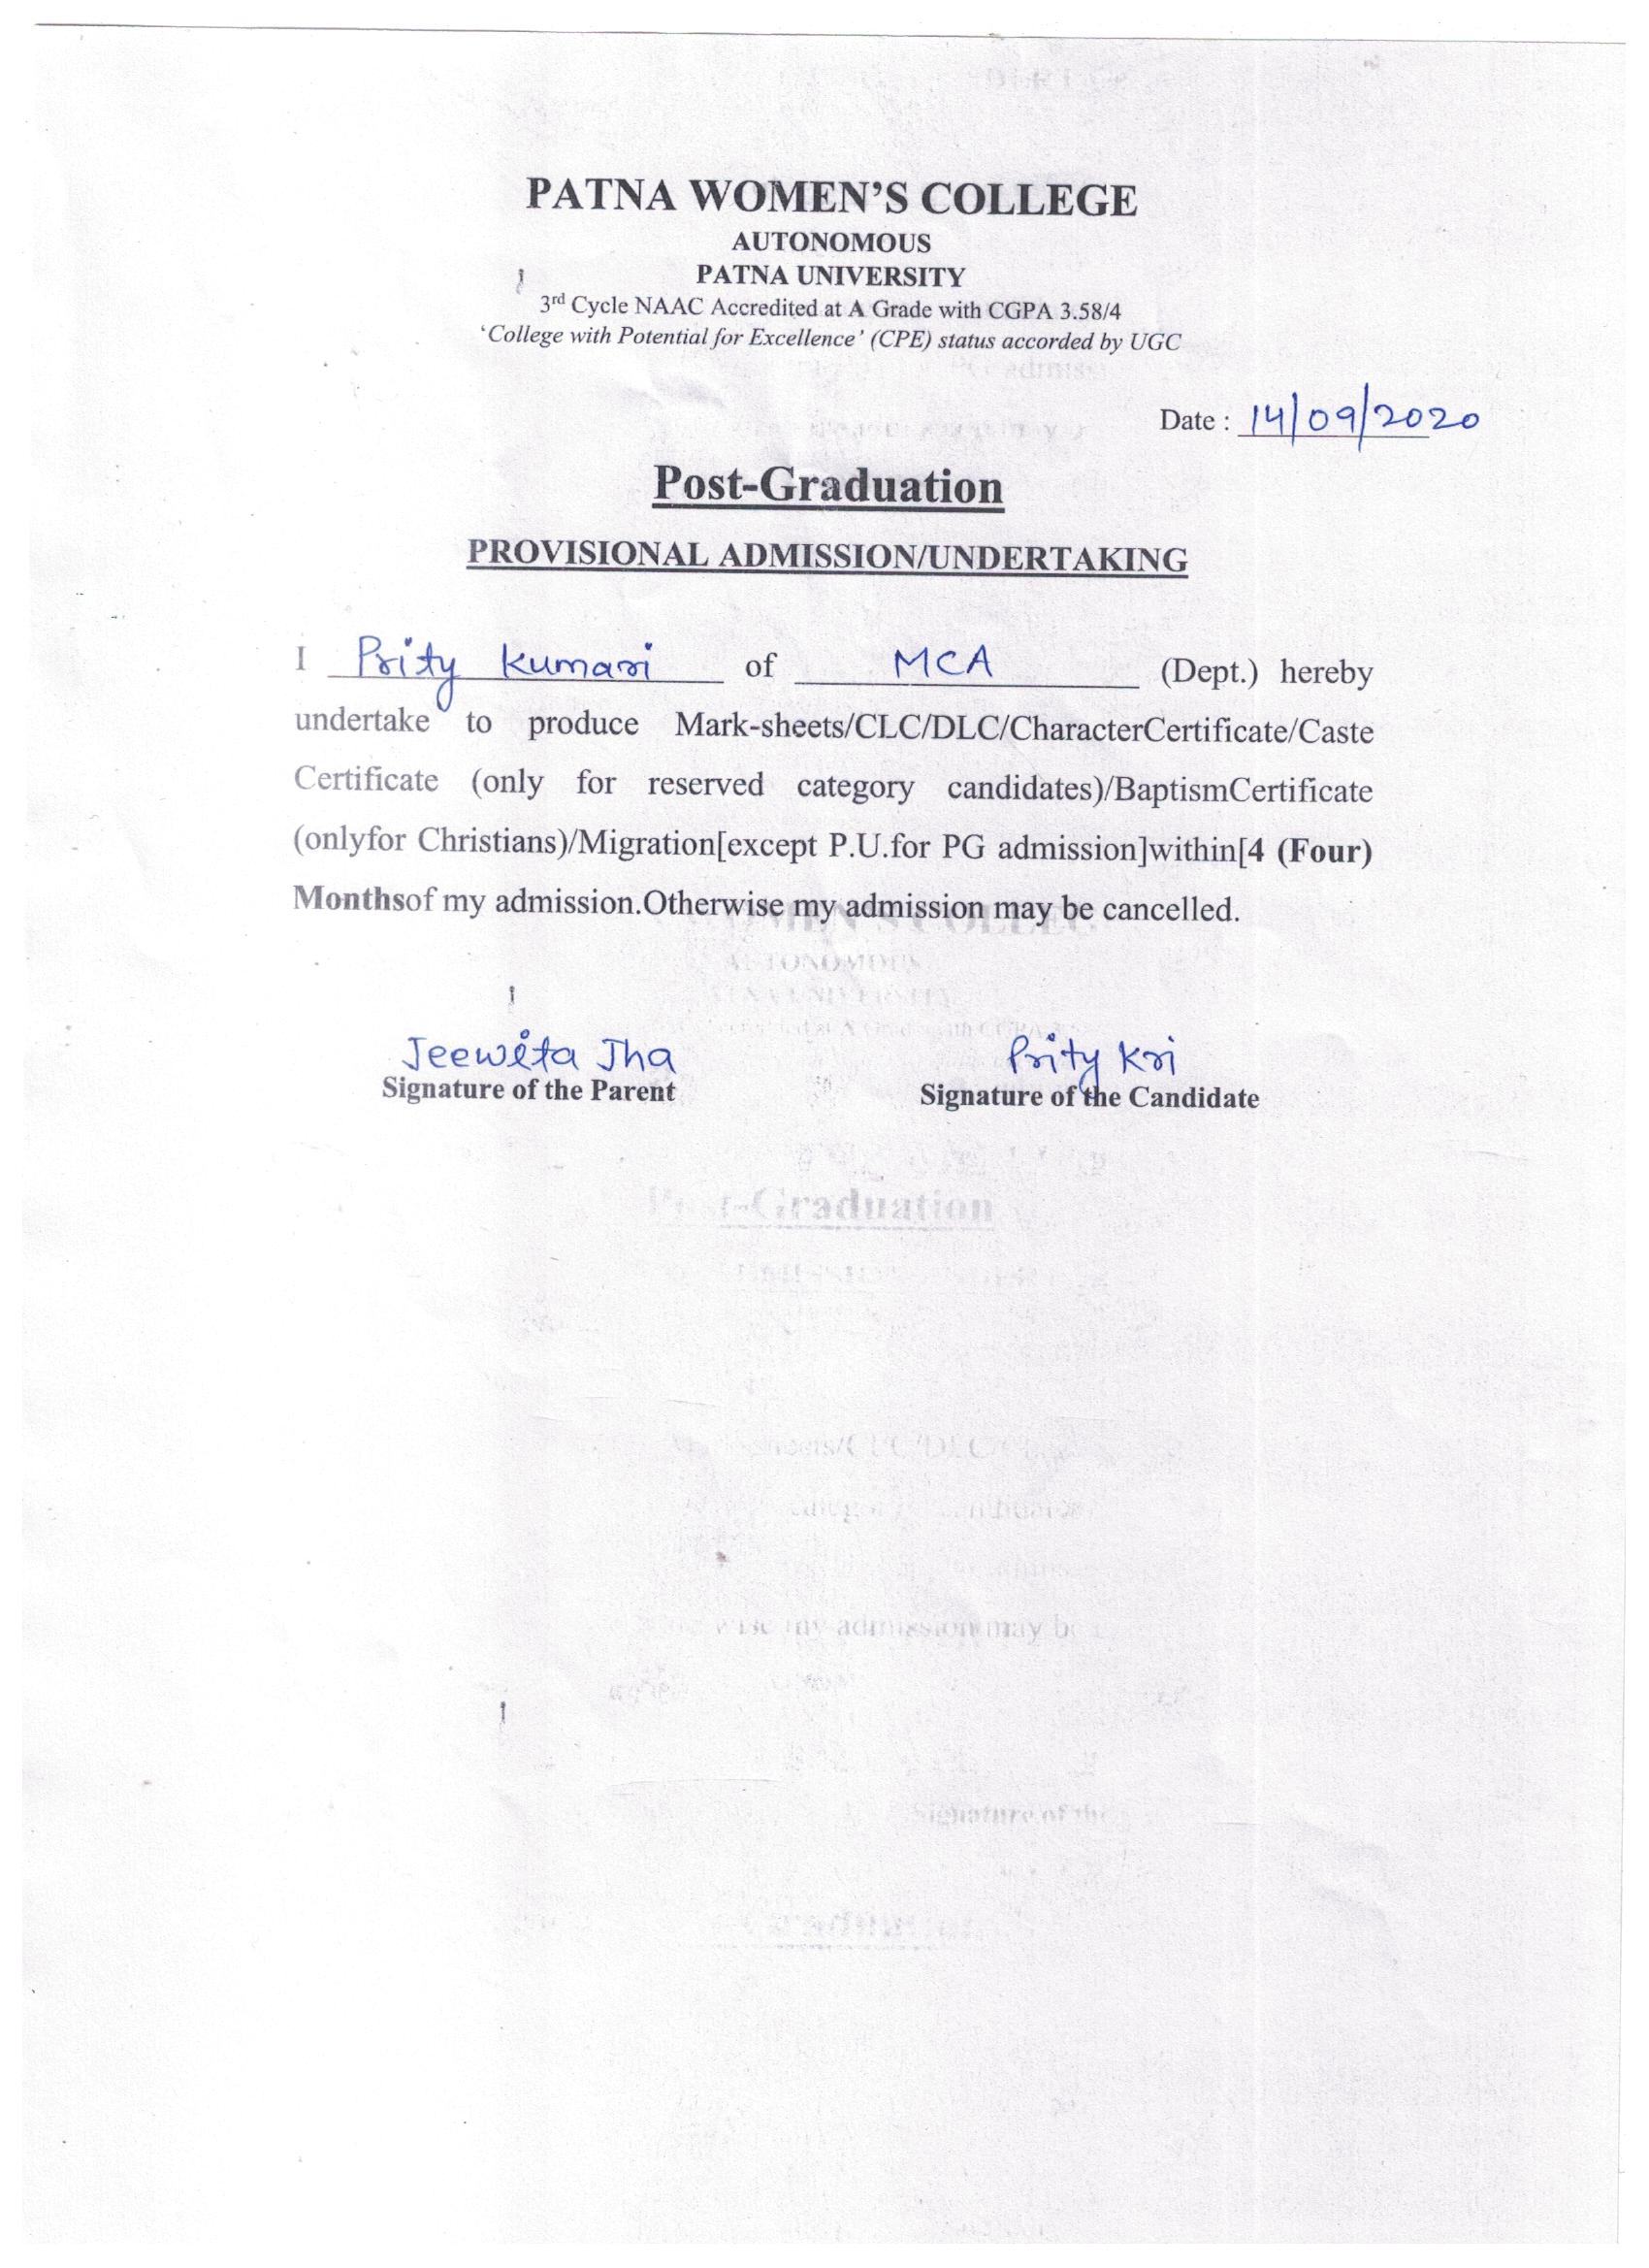 PATNA WOMEN'S COLLEGE
AUTONOMOUS
PATNA UNIVERSITY
3rd Cycle NAAC Accredited at A Grade with CGPA 3.58/4
'College with Potential for Excellence' (CPE) status accorded by UGC
Date : 14/09/2020
Post-Graduation
PROVISIONAL ADMISSION/UNDERTAKING
I Prity Kumari of MCA (Dept.) hereby
undertake to produce Mark-sheets/CLC/DLC/CharacterCertificate/Caste
Certificate (only for reserved category candidates)/BaptismCertificate
(onlyfor Christians)/Migration[except P.U.for PG admission]within[4 (Four)
Monthsof my admission.Otherwise my admission may be cancelled.
Jeeweta Jha Prity Kri
Signature of the Parent Signature of the Candidate